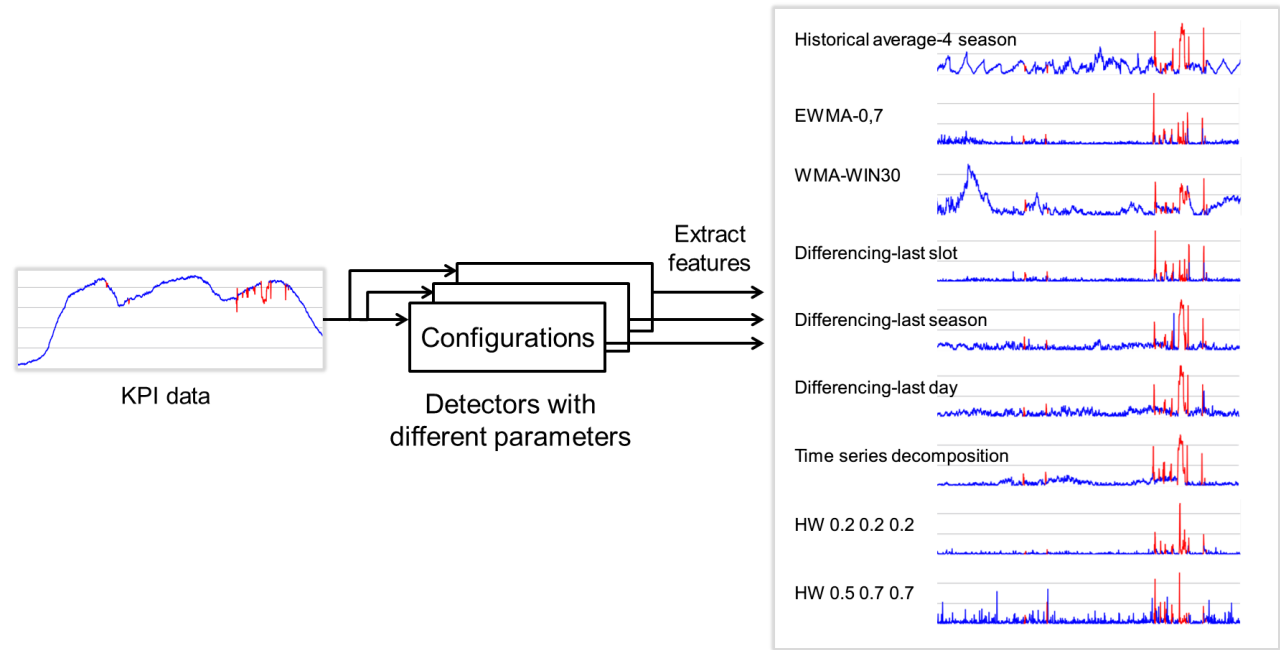 KPI data
Configurations
Detectors with
different parameters
Extract
features
Historical average-4 season
EWMA-0,7
WMA-WIN30
Differencing-last slot
Differencing-last season
Differencing-last day
Time series decomposition
HW 0.2 0.2 0.2
HW 0.5 0.7 0.7